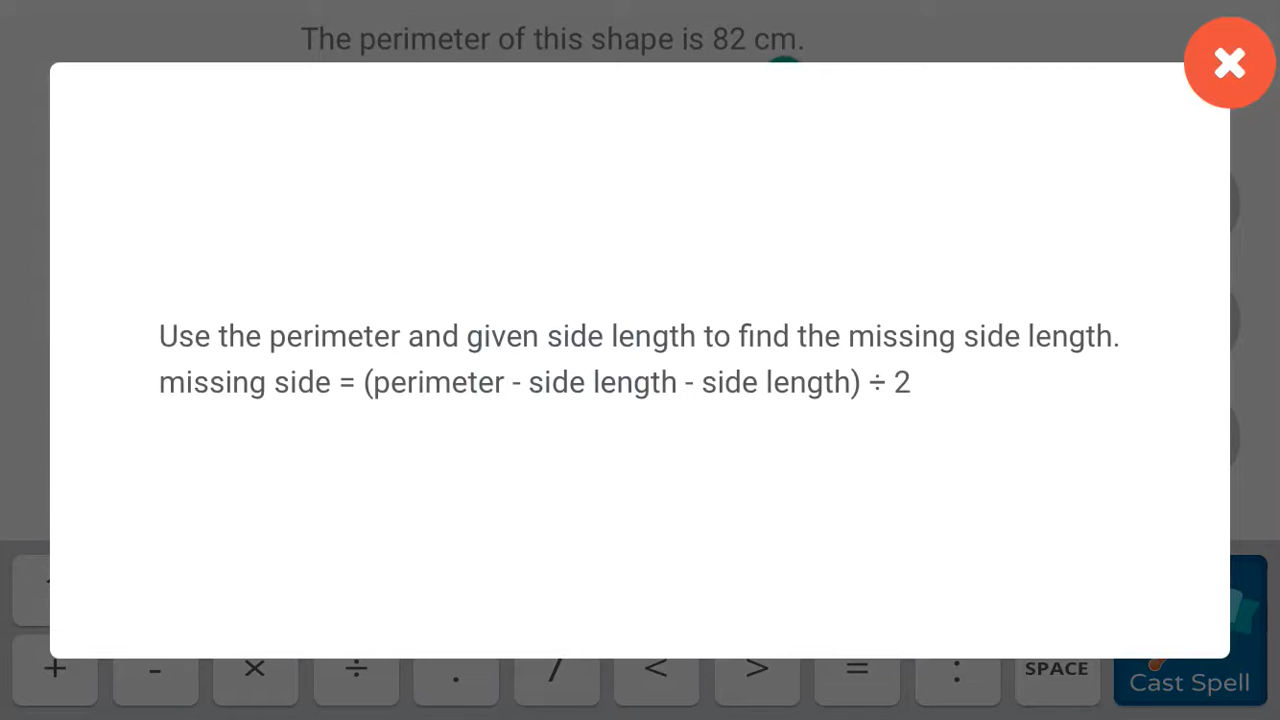 The perimeter of this shape is 82 cm.
Use the perimeter and given side length to find the missing side length.
missing side = (perimeter - side length - side length) ÷ 2
+ - × ÷ . / < > = : SPACE
Cast Spell